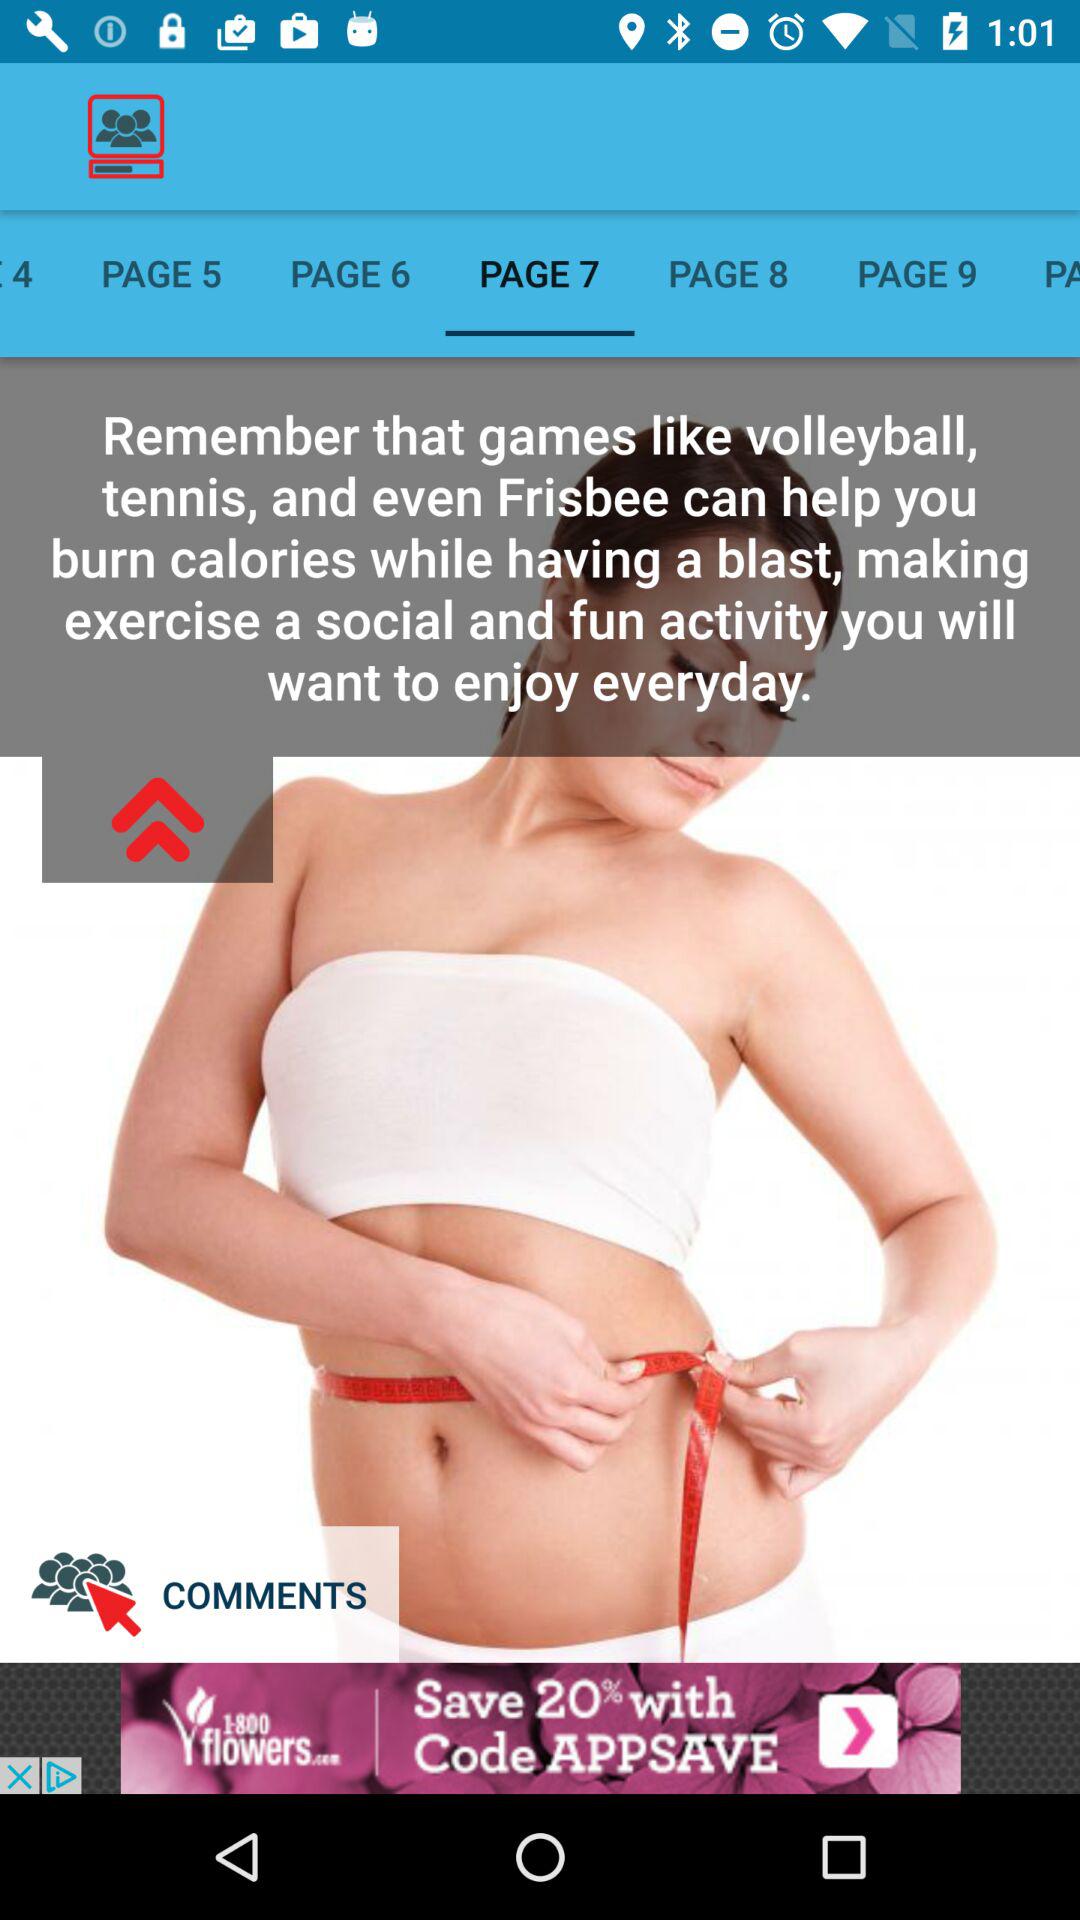 1:01
E 4 PAGE 5 PAGE 6 PAGE 7 PAGE 8 PAGE 9 PA
Remember that games like volleyball,
tennis, and even Frisbee can help you
burn calories while having a blast, making
exercise a social and fun activity you will
want to enjoy everyday.
COMMENTS
1-800
flowers.com
Save 20% with
Code APPSAVE